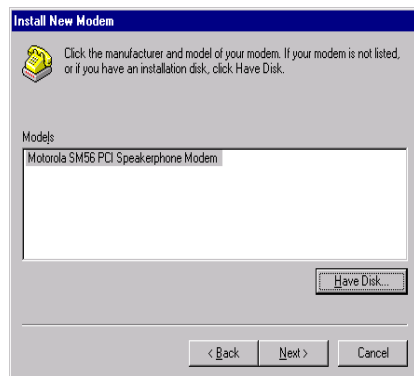 Install New Modem
Click the manufacturer and model of your modem. If your modem is not listed,
or if you have an installation disk, click Have Disk.
Models
Motorola SM56 PCI Speakerphone Modem
Have Disk...
< Back
Next >
Cancel